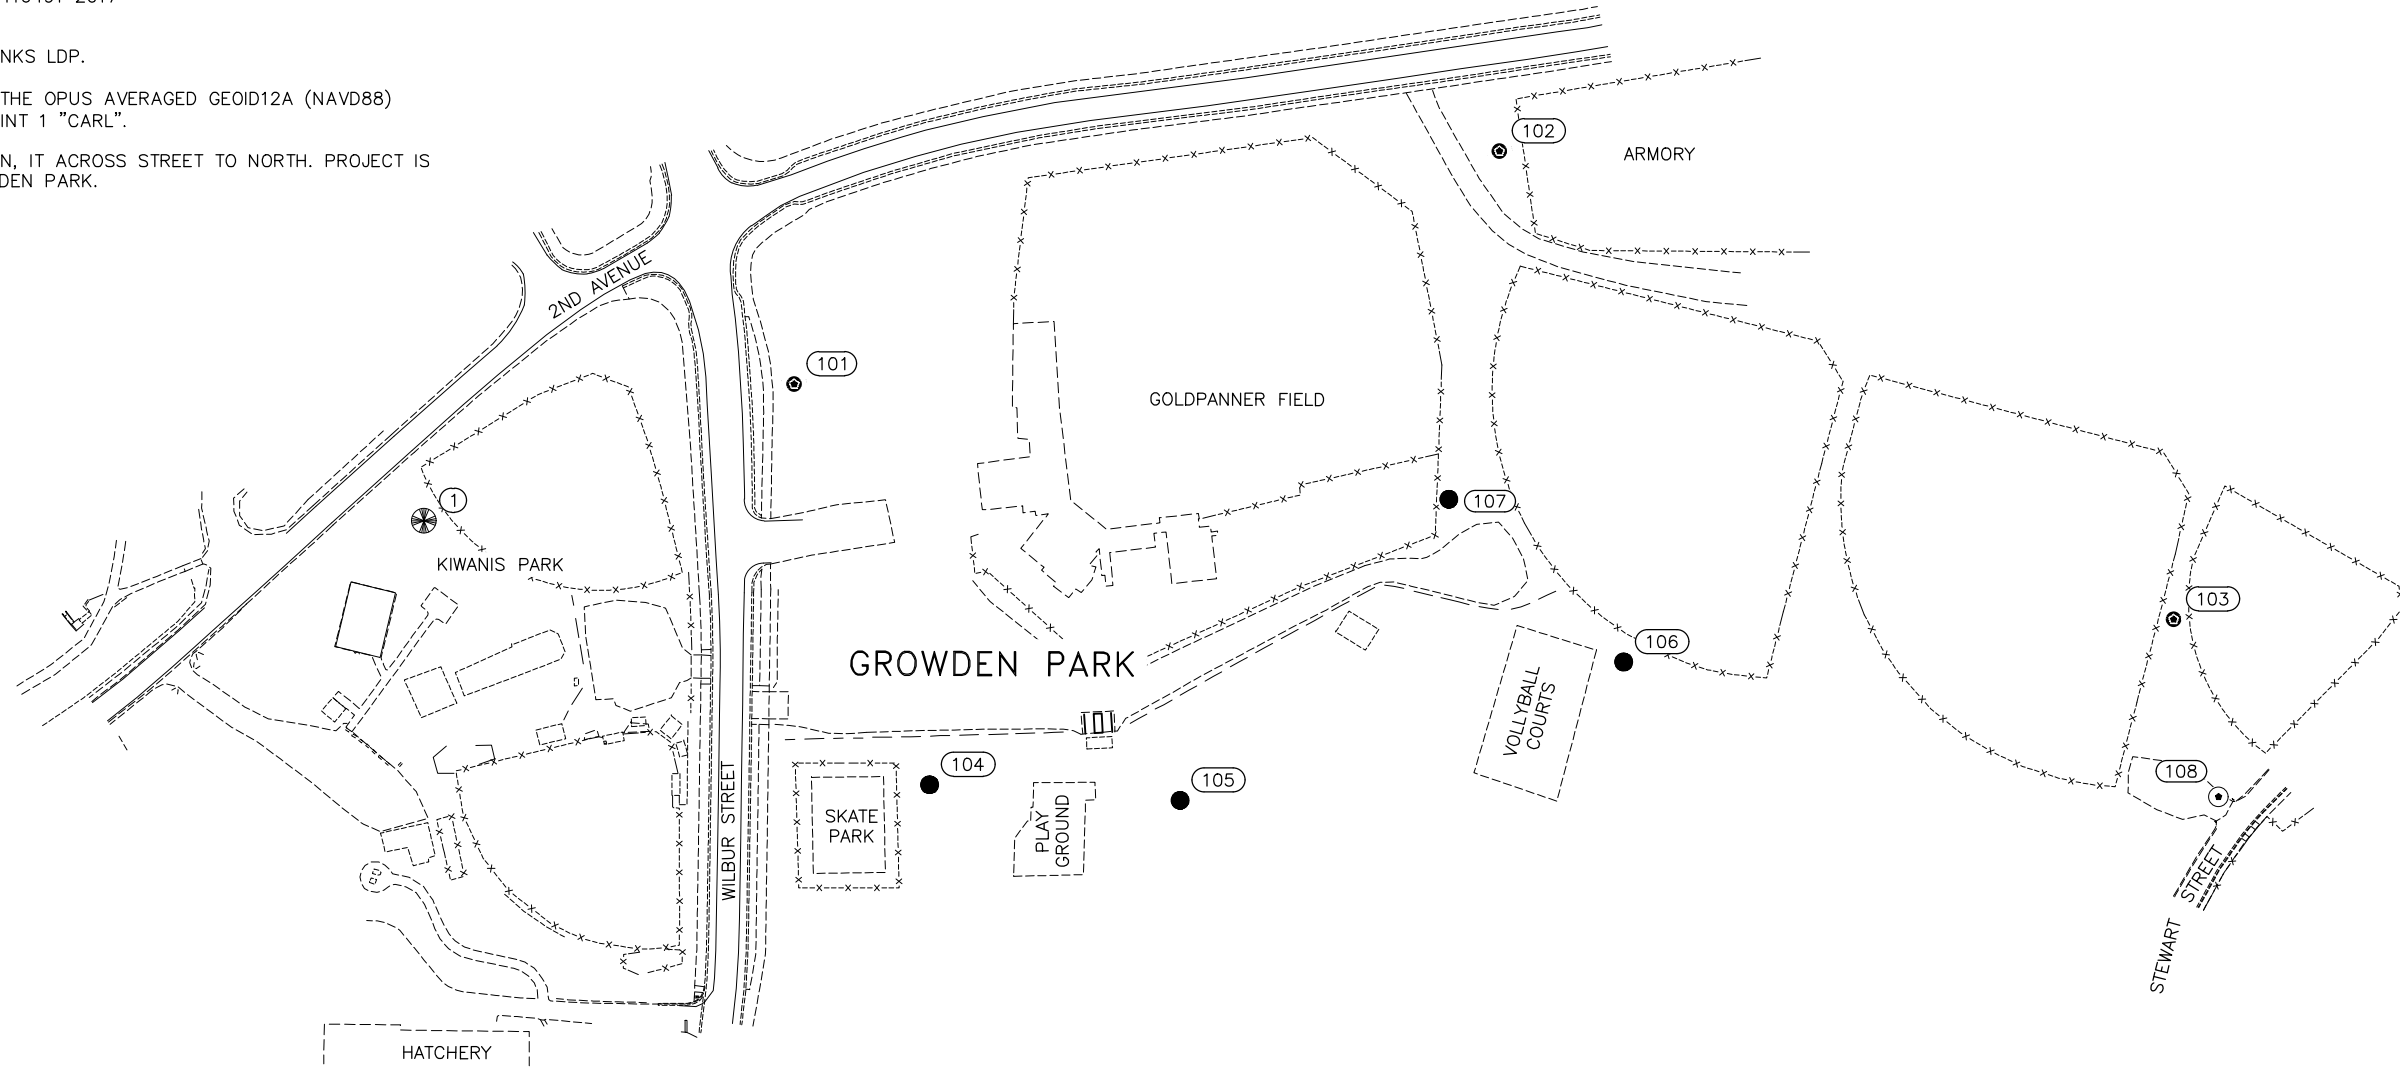 NKS LDP.
THE OPUS AVERAGED GEOID12A (NAVD88)
INT 1 "CARL".
N, IT ACROSS STREET TO NORTH. PROJECT IS
DEN PARK.
102
ARMORY
2ND AVENUE
101
GOLDPANNER FIELD
1
107
KIWANIS PARK
103
106
GROWDEN PARK
VOLLYBALL
COURTS
104
105
108
WILBUR STREET
SKATE
PARK
PLAY
GROUND
STEWART STREET
HATCHERY